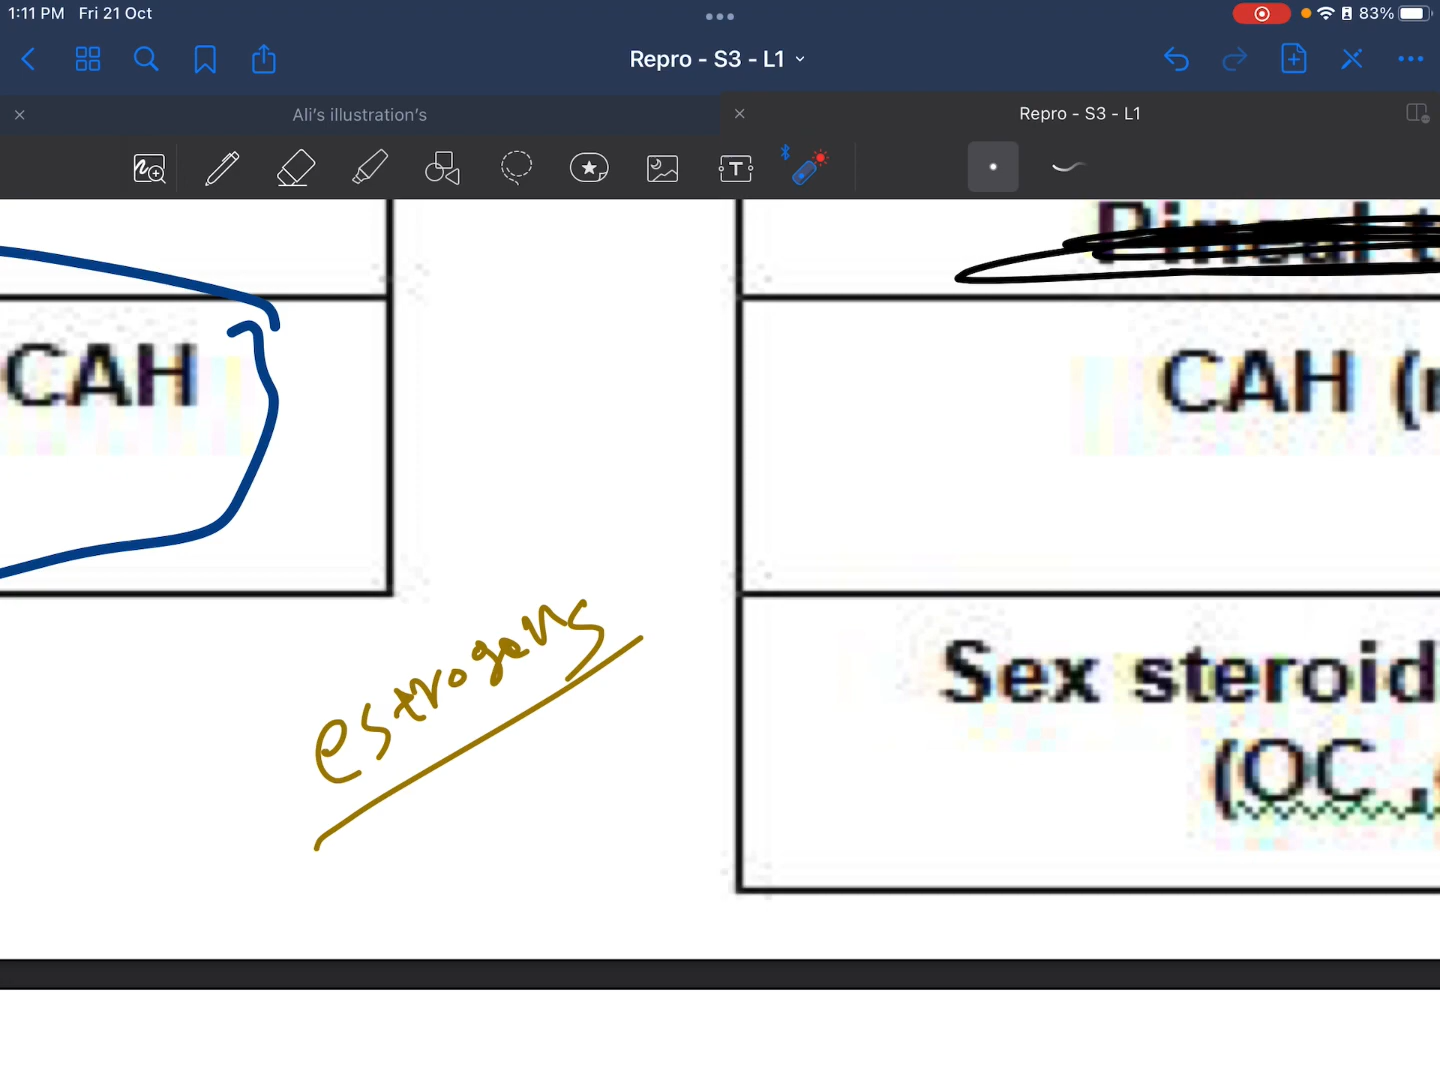 1:11 PM Fri 21 Oct
83%
Repro - S3 - L1
Ali's illustration's
Repro - S3 - L1
T
CAH
CAH (
estrogens
Sex steroid
(OC ,